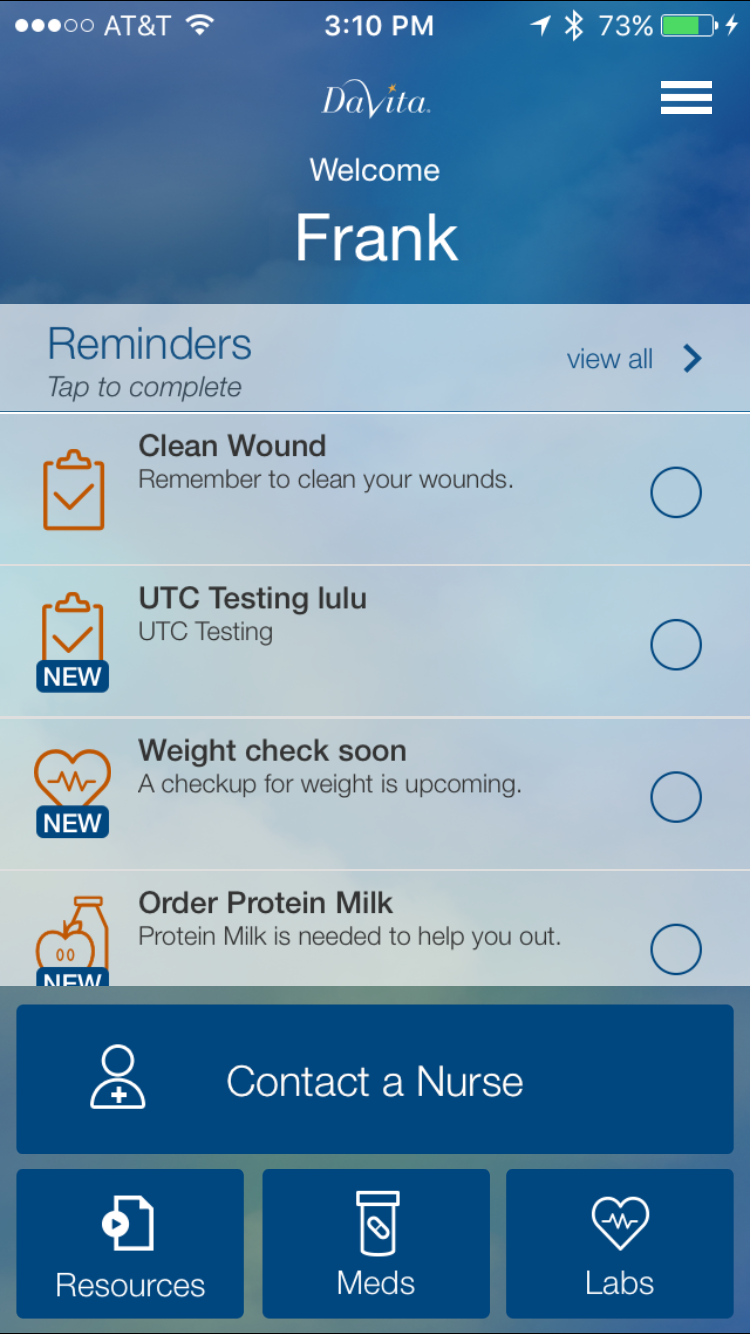 AT&T 3:10 PM 73%
DaVita.
Welcome
Frank
Reminders
view all
Tap to complete
Clean Wound
Remember to clean your wounds.
UTC Testing lulu
UTC Testing
NEW
Weight check soon
A checkup for weight is upcoming.
NEW
Order Protein Milk
Protein Milk is needed to help you out.
NEW
Contact a Nurse
Resources Meds Labs